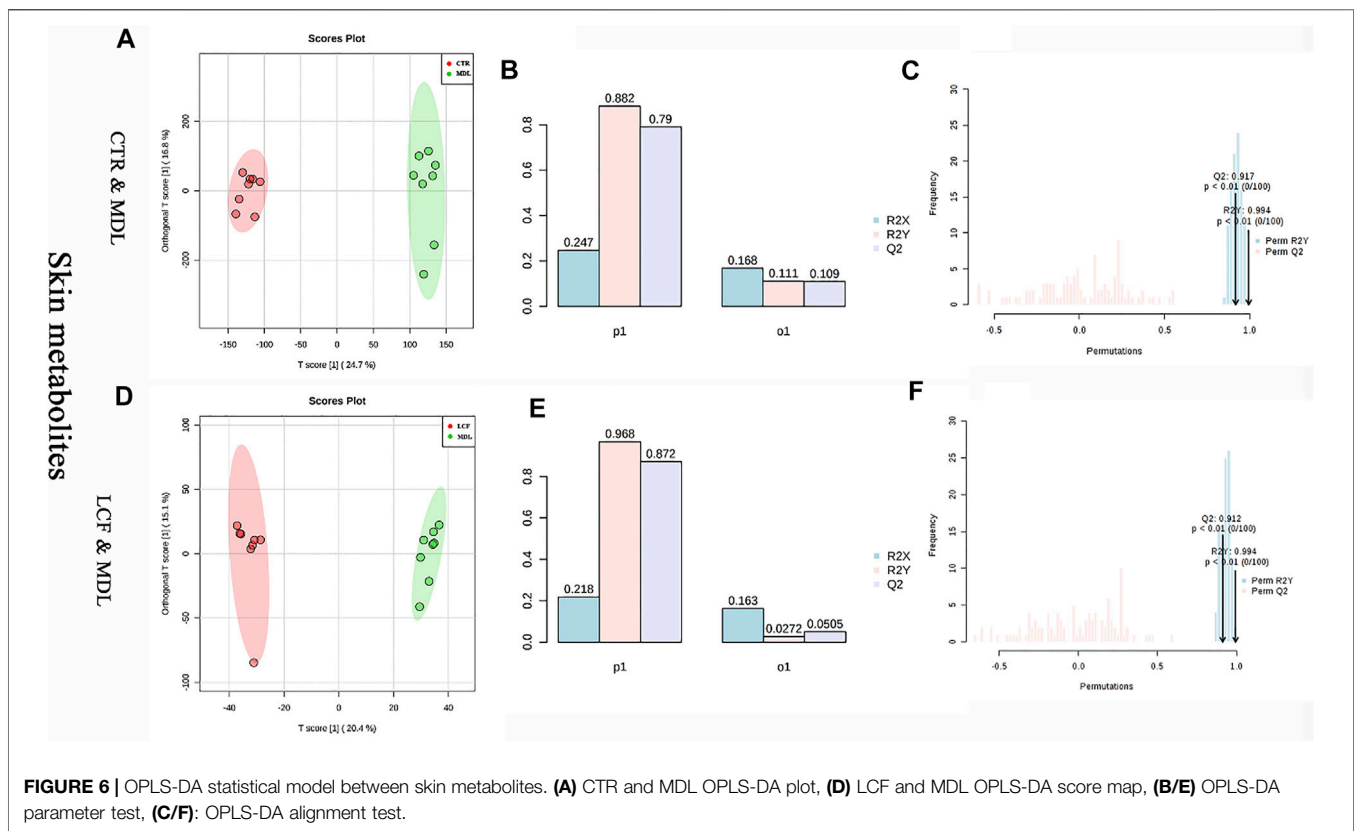 Skin metabolites
CTR & MDL
A
Scores Plot
CTR
MDL
Orthogonal T score [1] ( 16.8 %)
200
0
-200
-150 -100 -50 0 50 100 150
T score [1] ( 24.7 %)
B
0.8
0.6
0.4
0.2
0.0
0.247
0.882
0.79
0.168
0.111
0.109
p1
o1
R2X
R2Y
Q2
C
Frequency
30
25
20
15
10
5
0
Q2: 0.917
p < 0.01 (0/100)
R2Y: 0.994
p < 0.01 (0/100)
Perm R2Y
Perm Q2
-0.5 0.0 0.5 1.0
Permutations
LCF & MDL
D
Scores Plot
LCF
MDL
Orthogonal T score [1] ( 15.1 %)
100
50
0
-50
-100
-40 -20 0 20 40
T score [1] ( 20.4 %)
E
0.8
0.6
0.4
0.2
0.0
0.218
0.968
0.872
0.163
0.0272
0.0505
p1
o1
R2X
R2Y
Q2
F
Frequency
30
25
20
15
10
5
0
Q2: 0.912
p < 0.01 (0/100)
R2Y: 0.994
p < 0.01 (0/100)
Perm R2Y
Perm Q2
-0.5 0.0 0.5 1.0
Permutations
FIGURE 6 | OPLS-DA statistical model between skin metabolites. (A) CTR and MDL OPLS-DA plot, (D) LCF and MDL OPLS-DA score map, (B/E) OPLS-DA
parameter test, (C/F): OPLS-DA alignment test.